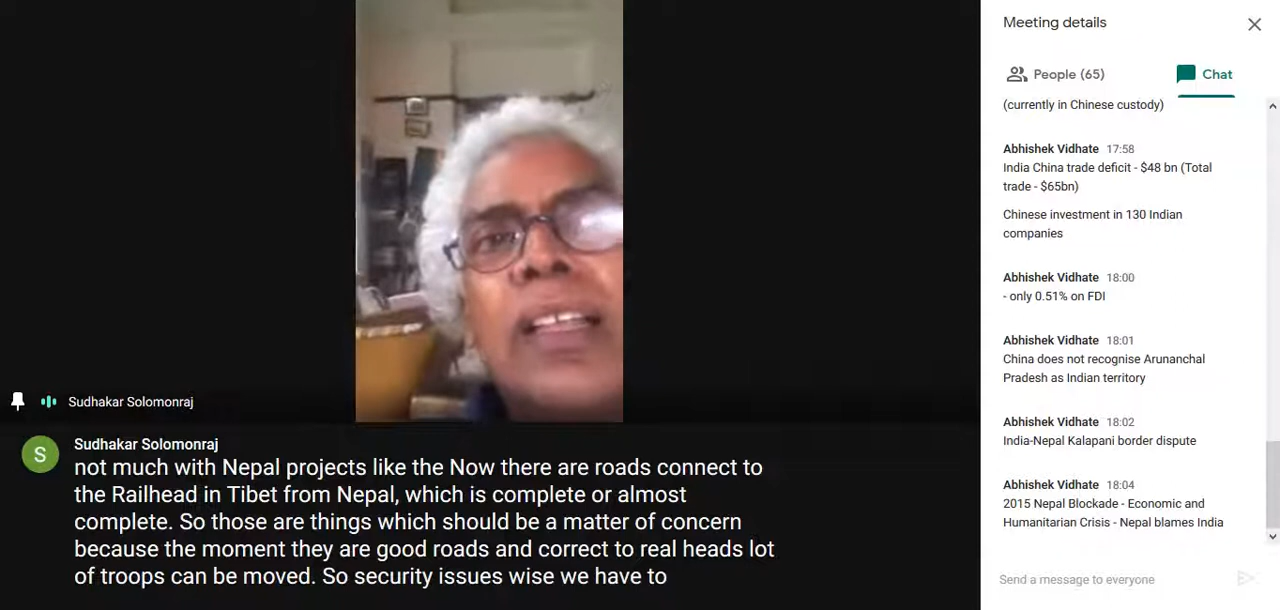 Meeting details
People (65)
Chat
(currently in Chinese custody)
Abhishek Vidhate 17:58
India China trade deficit - $48 bn (Total
trade - $65bn)
Chinese investment in 130 Indian
companies
Abhishek Vidhate 18:00
- only 0.51% on FDI
Abhishek Vidhate 18:01
China does not recognise Arunanchal
Pradesh as Indian territory
Abhishek Vidhate 18:02
India-Nepal Kalapani border dispute
Abhishek Vidhate 18:04
2015 Nepal Blockade - Economic and
Humanitarian Crisis - Nepal blames India
Send a message to everyone
Sudhakar Solomonraj
S
Sudhakar Solomonraj
not much with Nepal projects like the Now there are roads connect to
the Railhead in Tibet from Nepal, which is complete or almost
complete. So those are things which should be a matter of concern
because the moment they are good roads and correct to real heads lot
of troops can be moved. So security issues wise we have to